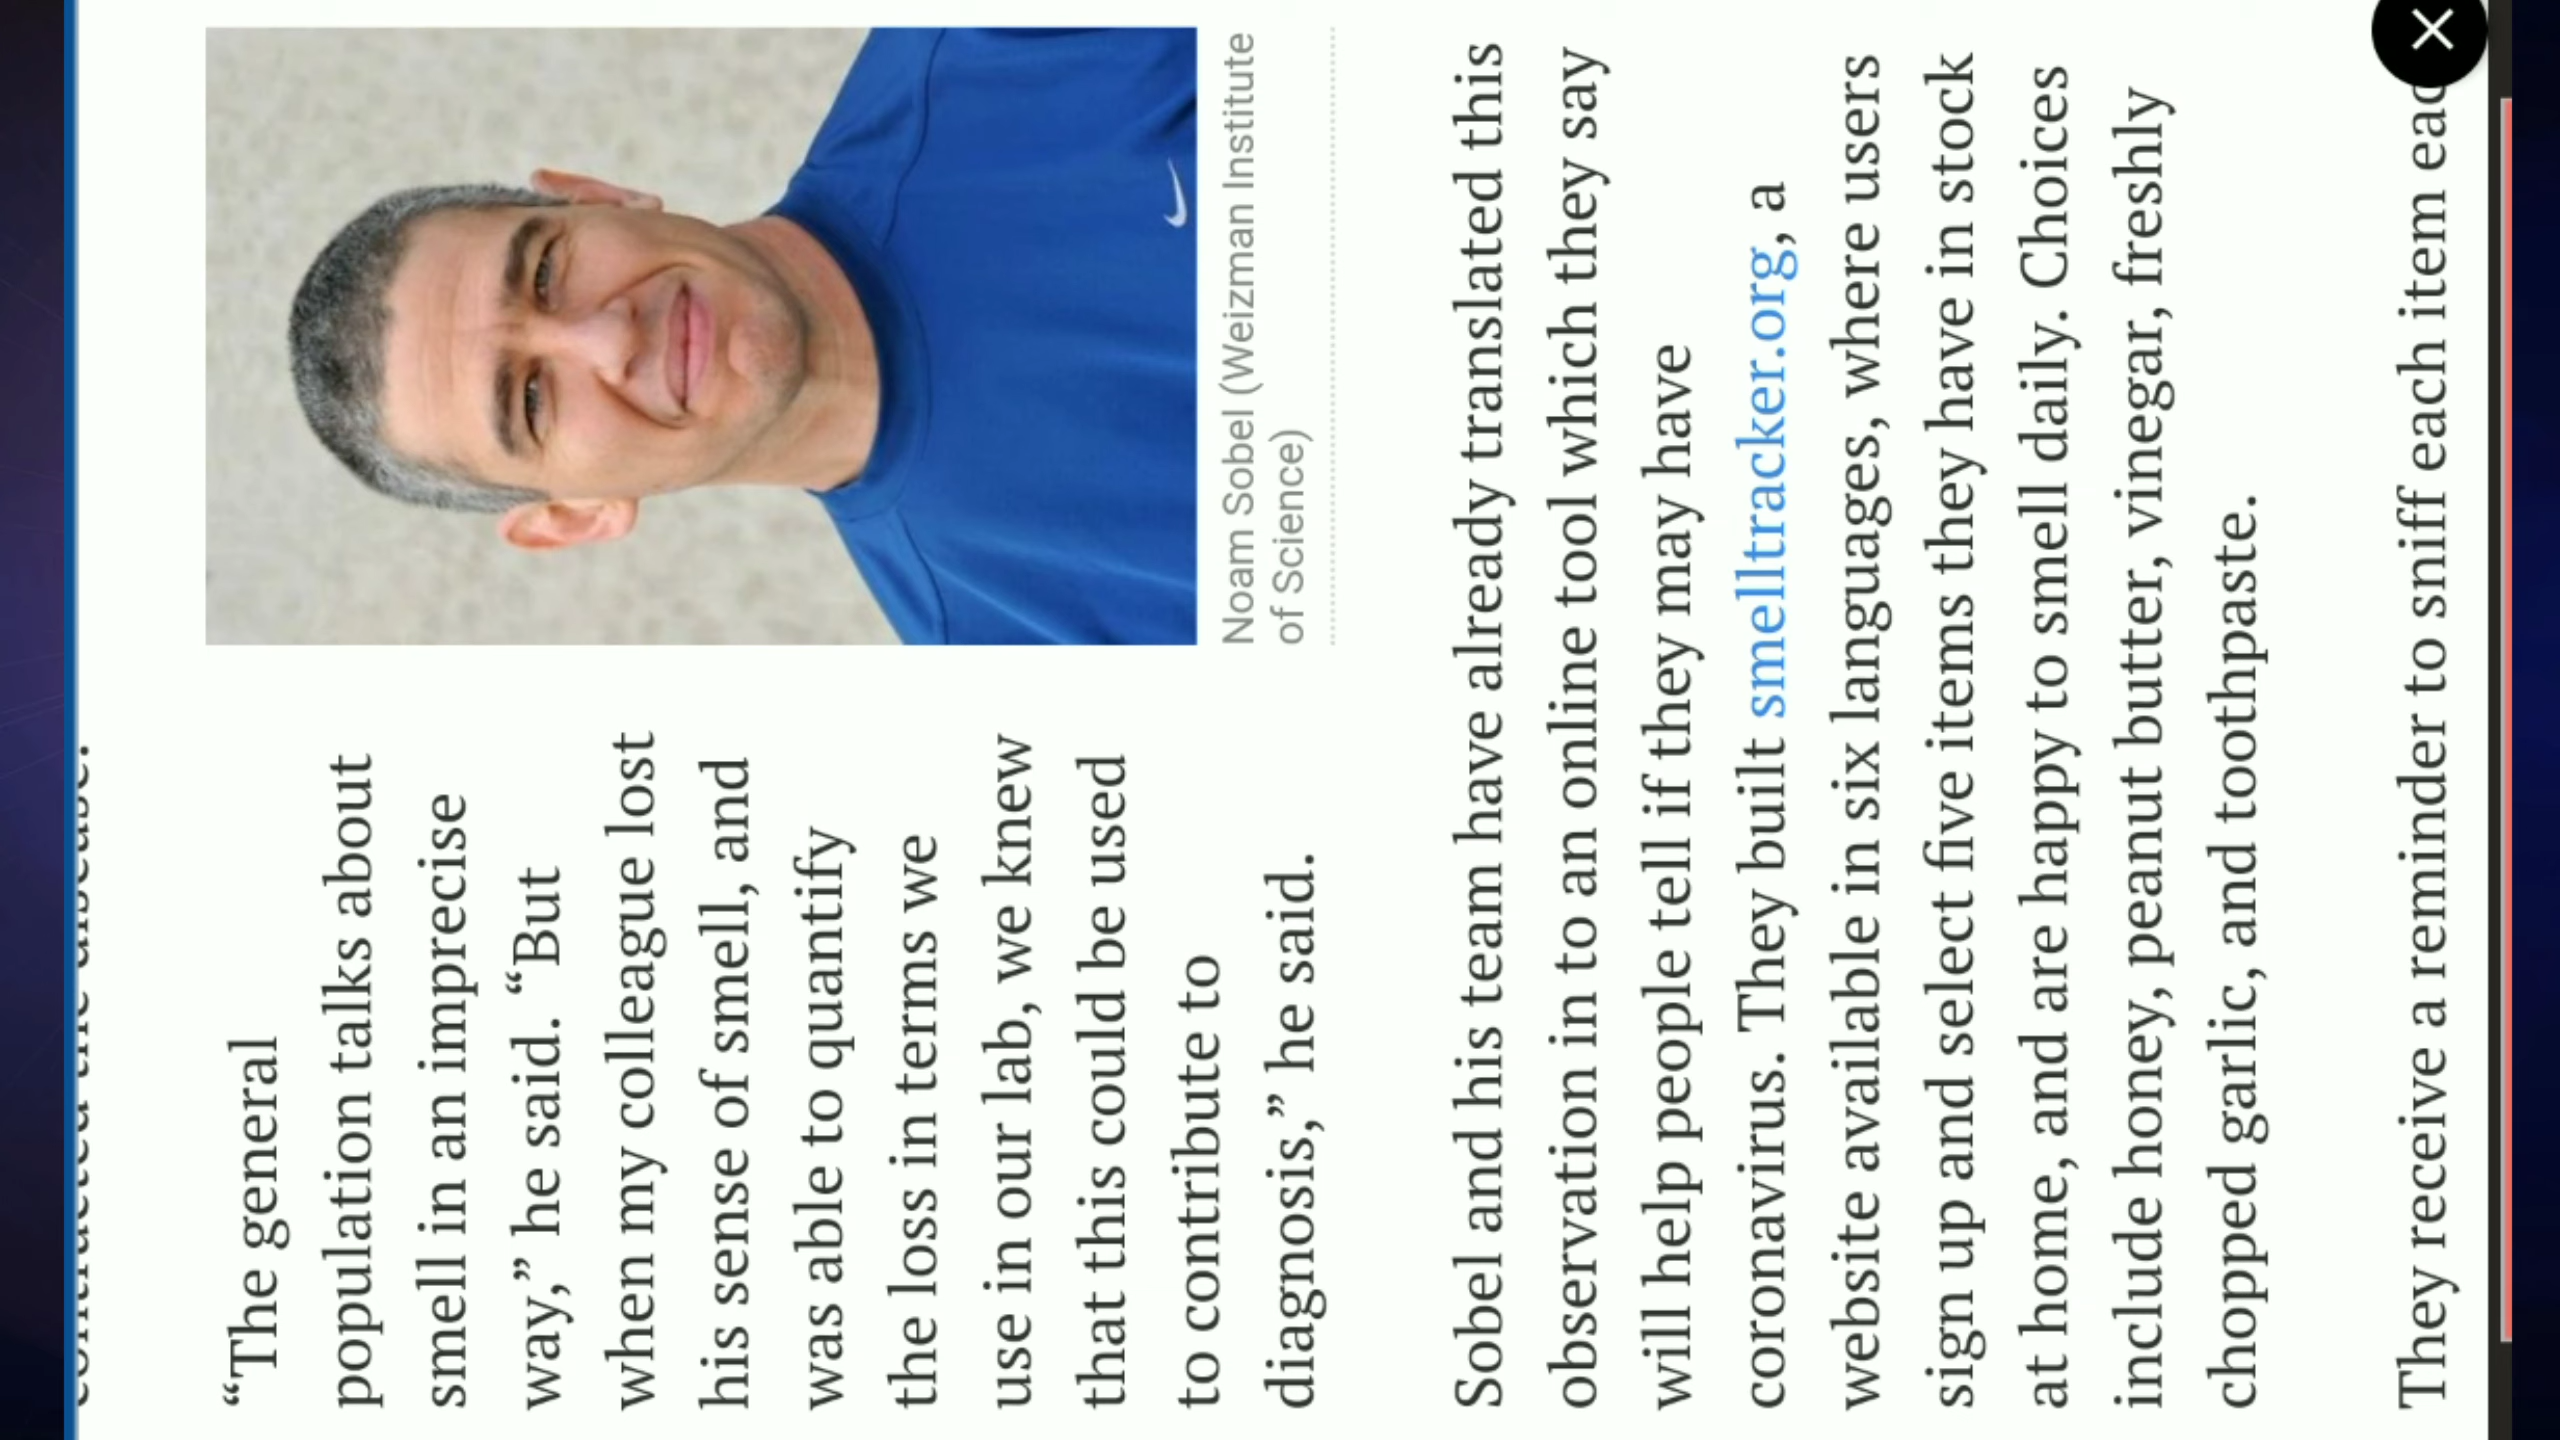 contracted the disease.
“The general
population talks about
smell in an imprecise
way,” he said. “But
when my colleague lost
his sense of smell, and
was able to quantify
the loss in terms we
use in our lab, we knew
that this could be used
to contribute to
diagnosis,” he said.
Noam Sobel (Weizman Institute
of Science)
Sobel and his team have already translated this
observation in to an online tool which they say
will help people tell if they may have
coronavirus. They built smelltracker.org, a
website available in six languages, where users
sign up and select five items they have in stock
at home, and are happy to smell daily. Choices
include honey, peanut butter, vinegar, freshly
chopped garlic, and toothpaste.
They receive a reminder to sniff each item eac